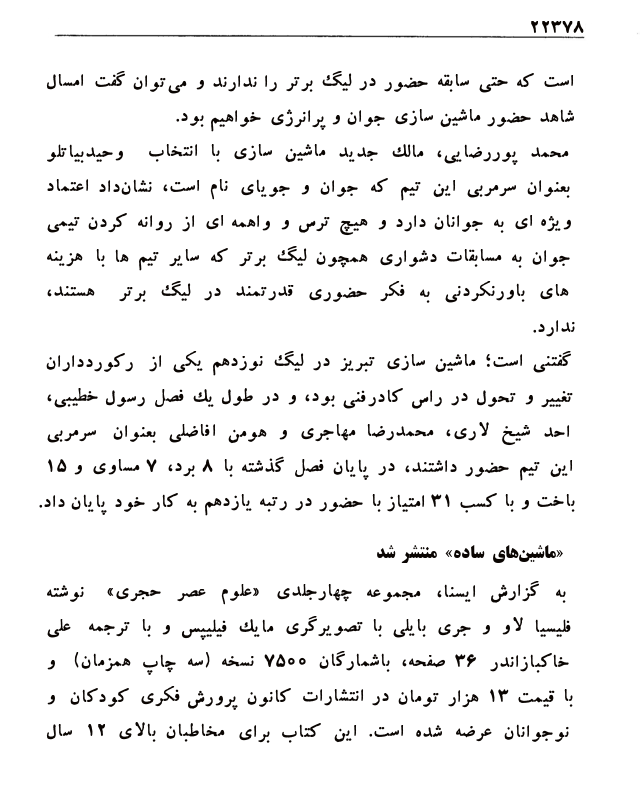 ۲۲۳۷۸
است که حتی سابقه حضور در لیگ برتر را ندارند و می‌توان گفت امسال
شاهد حضور ماشین سازی جوان و پرانرژی خواهیم بود.
محمد پوررضایی، مالک جدید ماشین سازی با انتخاب وحیدبیاتلو
بعنوان سرمربی این تیم که جوان و جویای نام است، نشان‌داد اعتماد
ویژه ای به جوانان دارد و هیچ ترس و واهمه ای از روانه کردن تیمی
جوان به مسابقات دشواری همچون لیگ برتر که سایر تیم ها با هزینه
های باورنکردنی به فکر حضوری قدرتمند در لیگ برتر هستند،
ندارد.
گفتنی است؛ ماشین سازی تبریز در لیگ نوزدهم یکی از رکوردداران
تغییر و تحول در راس کادرفنی بود، و در طول یك فصل رسول خطیبی،
احد شیخ لاری، محمدرضا مهاجری و هومن افاضلی بعنوان سرمربی
این تیم حضور داشتند، در پایان فصل گذشته با ۸ برد، ۷ مساوی و ۱۵
باخت و با کسب ۳۱ امتیاز با حضور در رتبه یازدهم به کار خود پایان داد.
«ماشین‌های ساده» منتشر شد
به گزارش ایسنا، مجموعه چهارجلدی «علوم عصر حجری» نوشته
فلیسیا لاو و جری بایلی با تصویرگری مایك فیلیپس و با ترجمه علی
خاکبازاندر ۳۶ صفحه، باشمارگان ۷۵۰۰ نسخه (سه چاپ همزمان) و
با قیمت ۱۳ هزار تومان در انتشارات کانون پرورش فکری کودکان و
نوجوانان عرضه شده است. این کتاب برای مخاطبان بالای ۱۲ سال